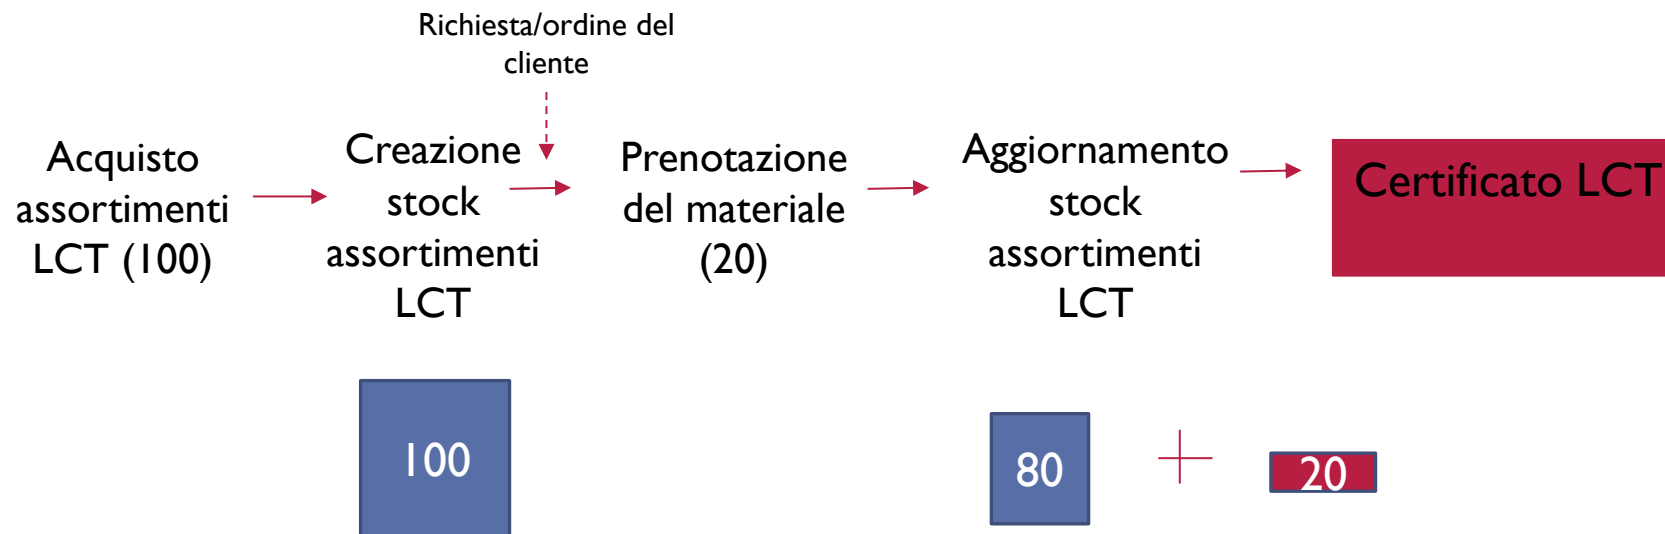 Richiesta/ordine del
cliente
Acquisto
assortimenti
LCT (100)
Creazione
stock
assortimenti
LCT
Prenotazione
del materiale
(20)
Aggiornamento
stock
assortimenti
LCT
Certificato LCT
100
80
20